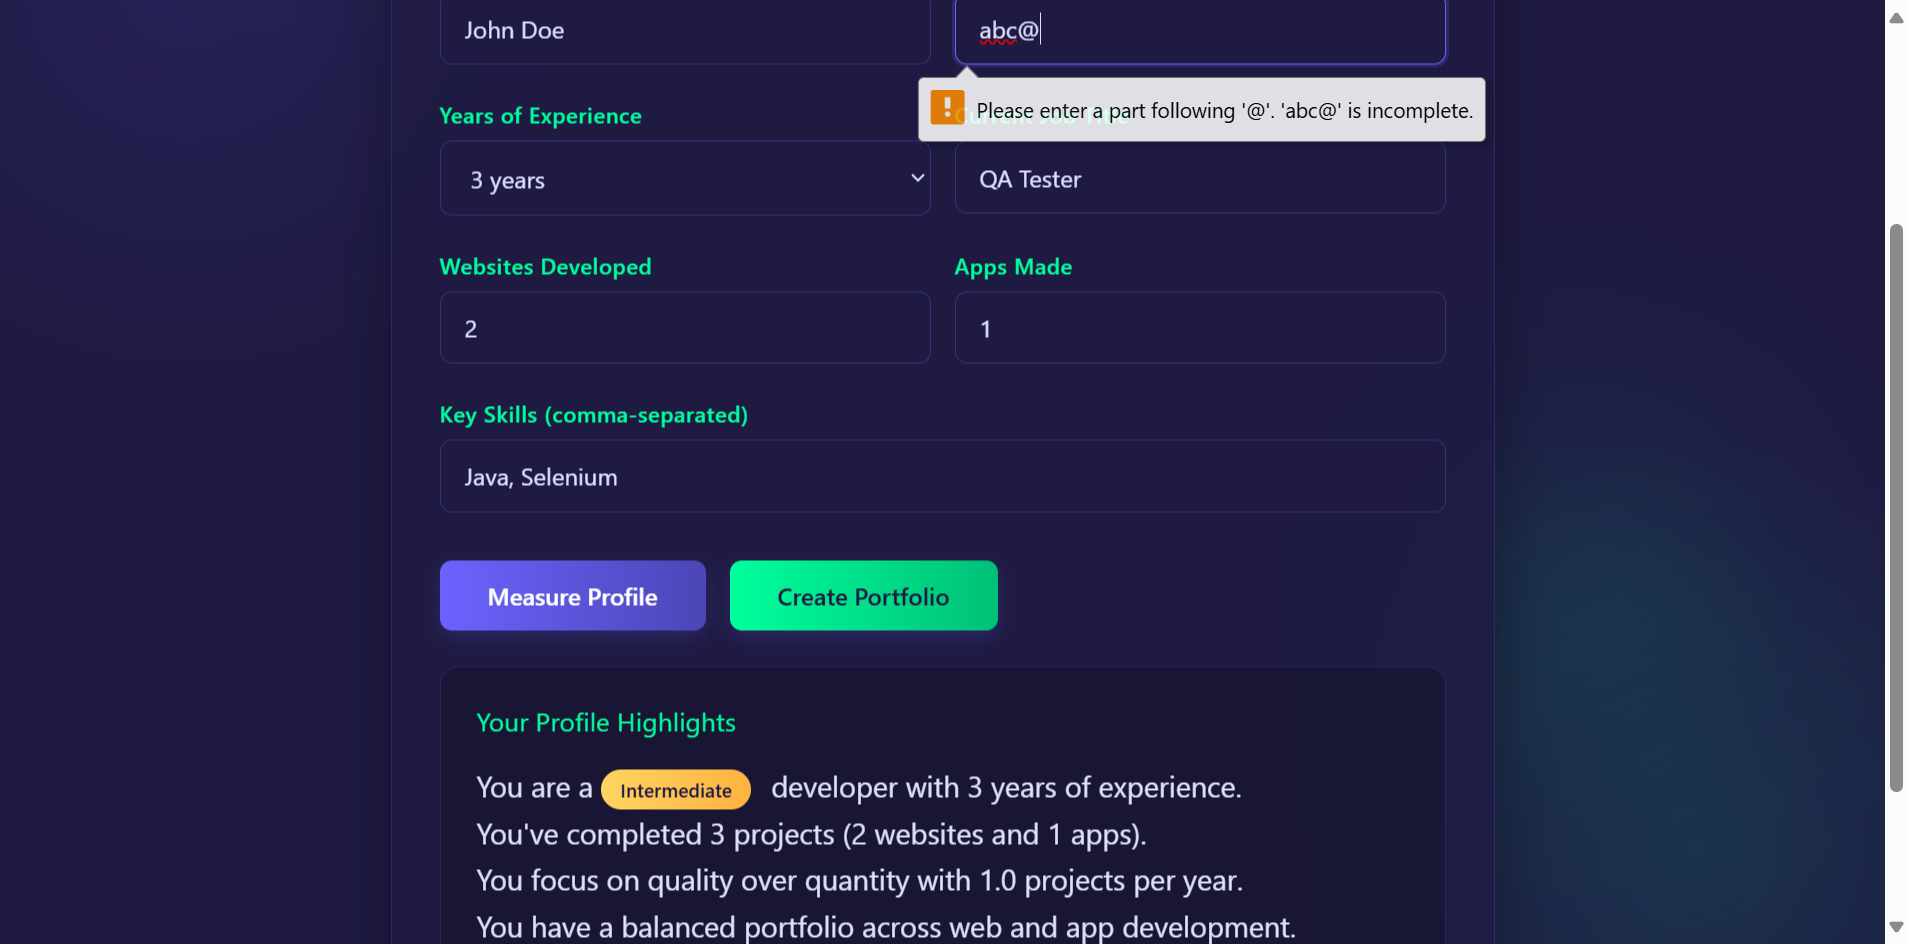 John Doe
abc@
Please enter a part following '@'. 'abc@' is incomplete.
Years of Experience
3 years
QA Tester
Websites Developed
Apps Made
2
1
Key Skills (comma-separated)
Java, Selenium
Measure Profile
Create Portfolio
Your Profile Highlights
You are a Intermediate developer with 3 years of experience.
You've completed 3 projects (2 websites and 1 apps).
You focus on quality over quantity with 1.0 projects per year.
You have a balanced portfolio across web and app development.